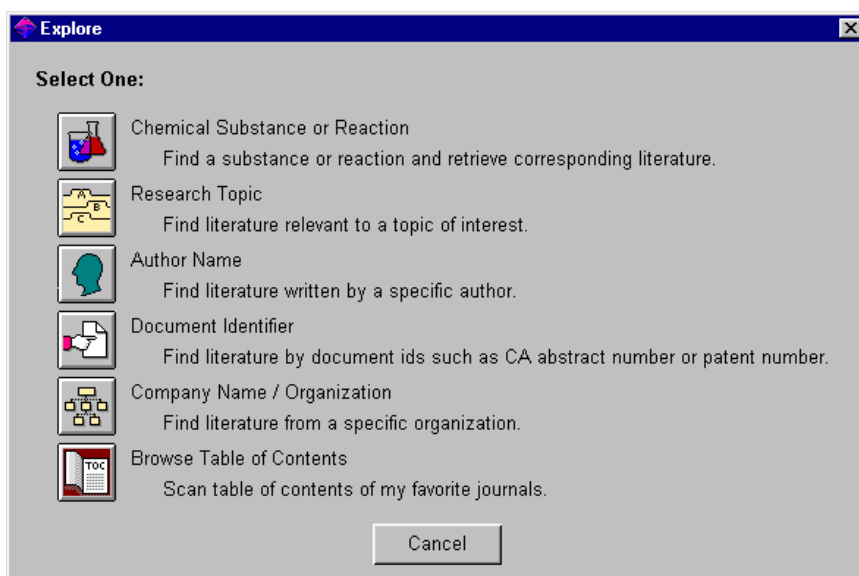 Explore
Select One:
Chemical Substance or Reaction
Find a substance or reaction and retrieve corresponding literature.
A
B
C
Research Topic
Find literature relevant to a topic of interest.
Author Name
Find literature written by a specific author.
Document Identifier
Find literature by document ids such as CA abstract number or patent number.
Company Name / Organization
Find literature from a specific organization.
TOC
Browse Table of Contents
Scan table of contents of my favorite journals.
Cancel